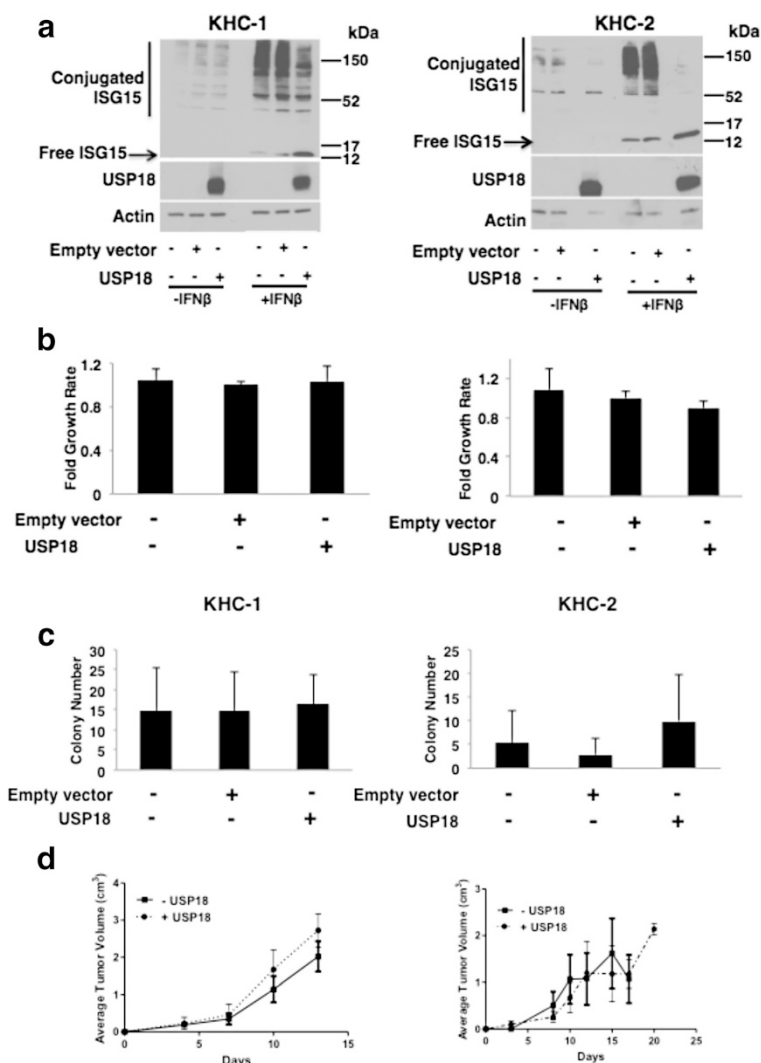 a
KHC-1
kDa
Conjugated
ISG15
150
52
17
Free ISG15
12
USP18
Actin
Empty vector - + - - + -
USP18 - - + - - +
-IFNβ +IFNβ
KHC-2
kDa
Conjugated
ISG15
150
52
17
Free ISG15
12
USP18
Actin
Empty vector - + - - + -
USP18 - - + - - +
-IFNβ +IFNβ
b
Fold Growth Rate
1.2
0.8
0.4
0
Empty vector - + -
USP18 - - +
Fold Growth Rate
1.2
0.8
0.4
0
Empty vector - + -
USP18 - - +
c
KHC-1
Colony Number
30
25
20
15
10
5
0
Empty vector - + -
USP18 - - +
KHC-2
Colony Number
25
20
15
10
5
0
Empty vector - + -
USP18 - - +
d
Average Tumor Volume (cm³)
4
3
2
1
0
- USP18
+ USP18
0 5 10 15
Days
Average Tumor Volume (cm³)
3
2
1
0
- USP18
+ USP18
0 5 10 15 20 25
Days